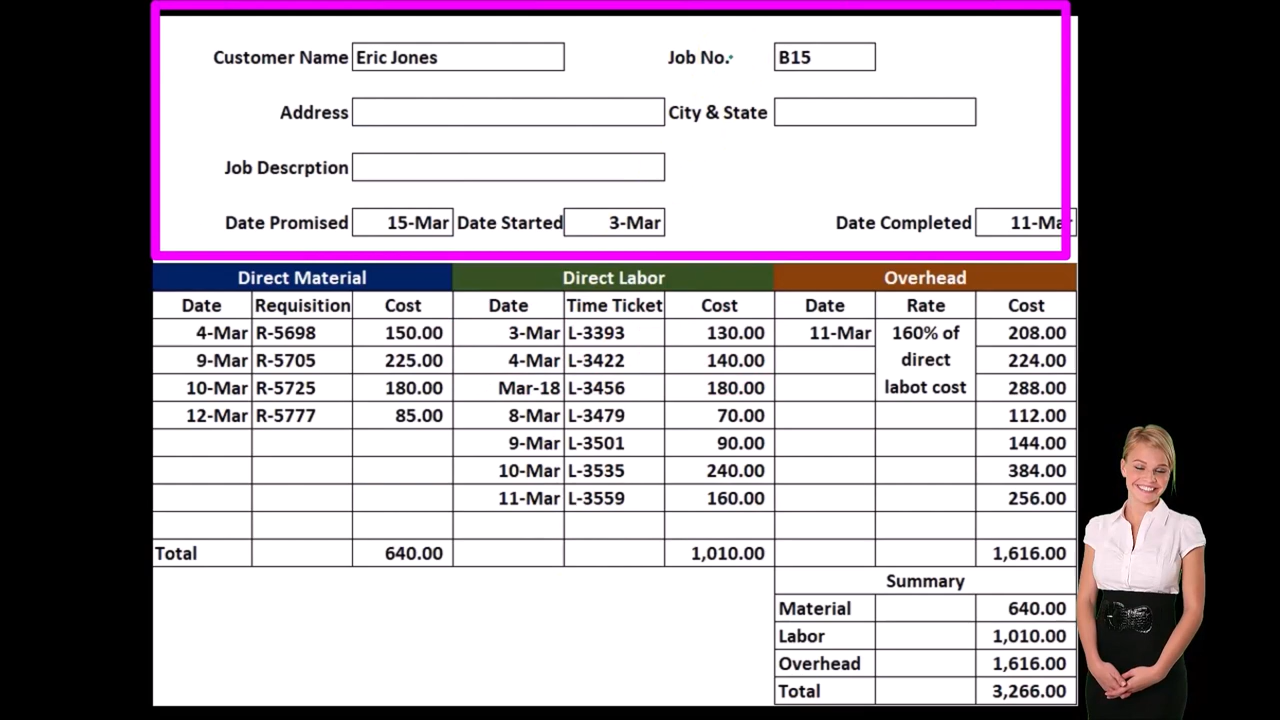 Customer Name Eric Jones Job No. B15
Address City & State
Job Descrption
Date Promised 15-Mar Date Started 3-Mar Date Completed 11-Mar
Direct Material Direct Labor Overhead
Date Requisition Cost Date Time Ticket Cost Date Rate Cost
4-Mar R-5698 150.00 3-Mar L-3393 130.00 11-Mar 160% of 208.00
9-Mar R-5705 225.00 4-Mar L-3422 140.00 direct 224.00
10-Mar R-5725 180.00 Mar-18 L-3456 180.00 labot cost 288.00
12-Mar R-5777 85.00 8-Mar L-3479 70.00 112.00
9-Mar L-3501 90.00 144.00
10-Mar L-3535 240.00 384.00
11-Mar L-3559 160.00 256.00
Total 640.00 1,010.00 1,616.00
Summary
Material 640.00
Labor 1,010.00
Overhead 1,616.00
Total 3,266.00